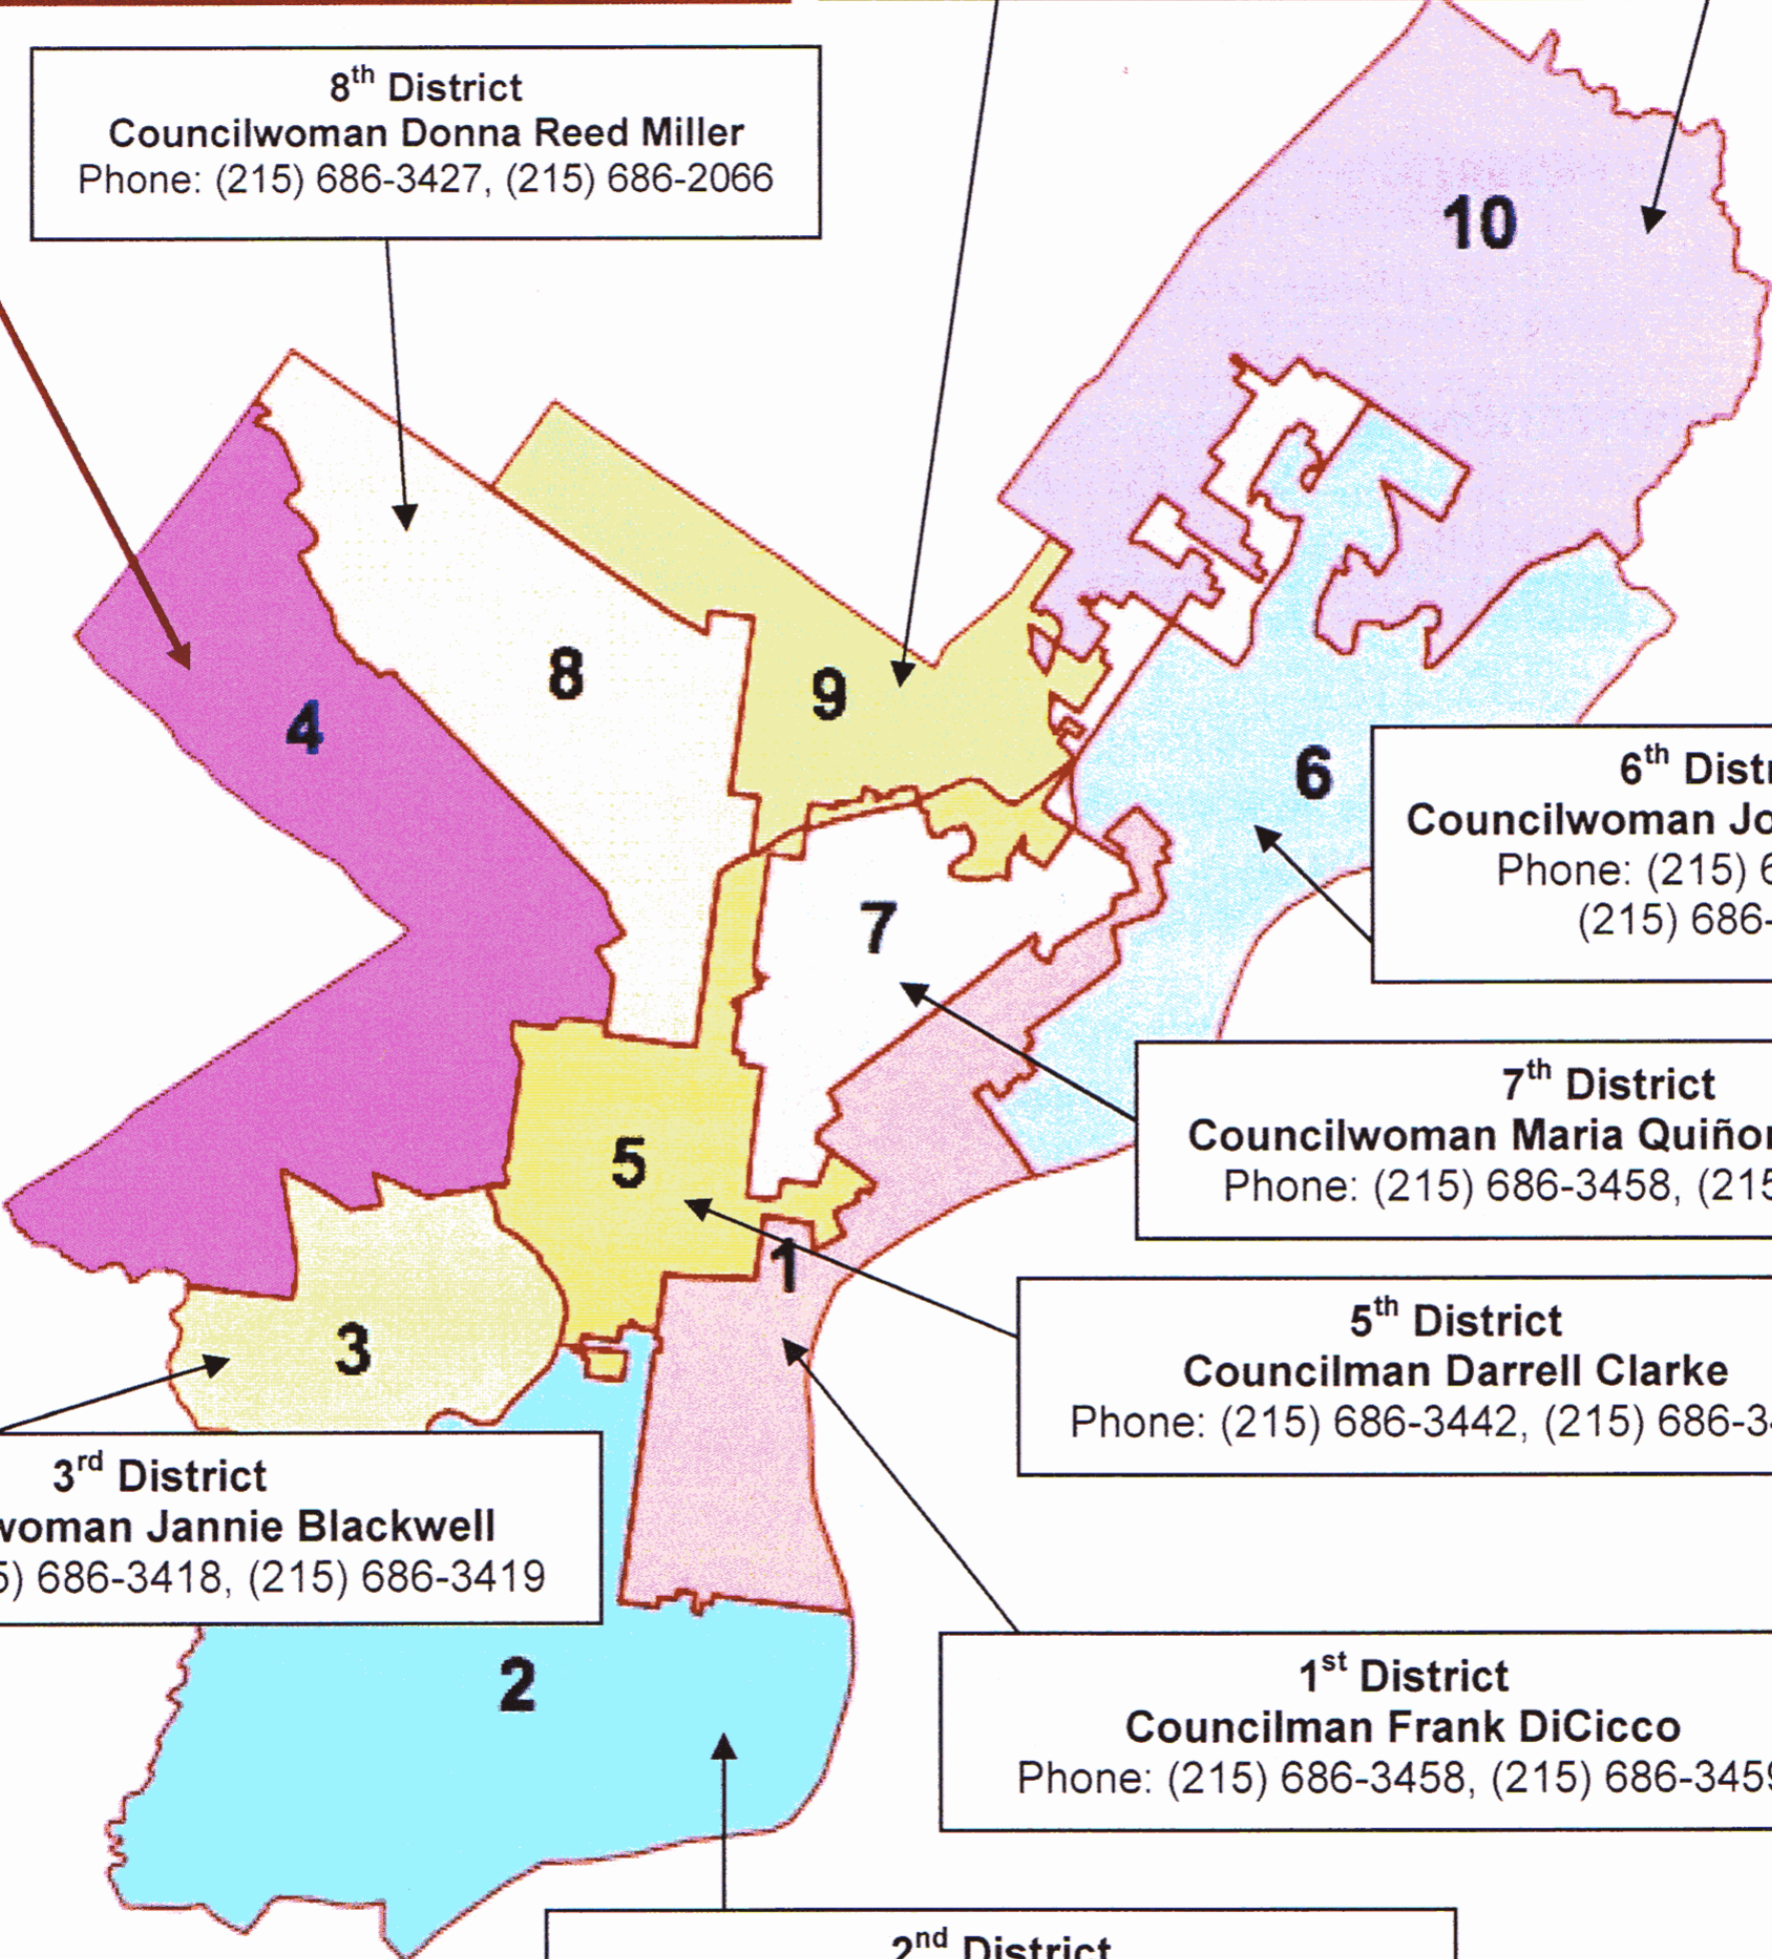 8th District
Councilwoman Donna Reed Miller
Phone: (215) 686-3427, (215) 686-2066
10
8
9
4
6
6th Distr
Councilwoman Jo
Phone: (215) 6
(215) 686-
7
7th District
Councilwoman Maria Quiño
Phone: (215) 686-3458, (215
5
1
5th District
Councilman Darrell Clarke
Phone: (215) 686-3442, (215) 686-3
3
3rd District
woman Jannie Blackwell
5) 686-3418, (215) 686-3419
2
1st District
Councilman Frank DiCicco
Phone: (215) 686-3458, (215) 686-3459
2nd District